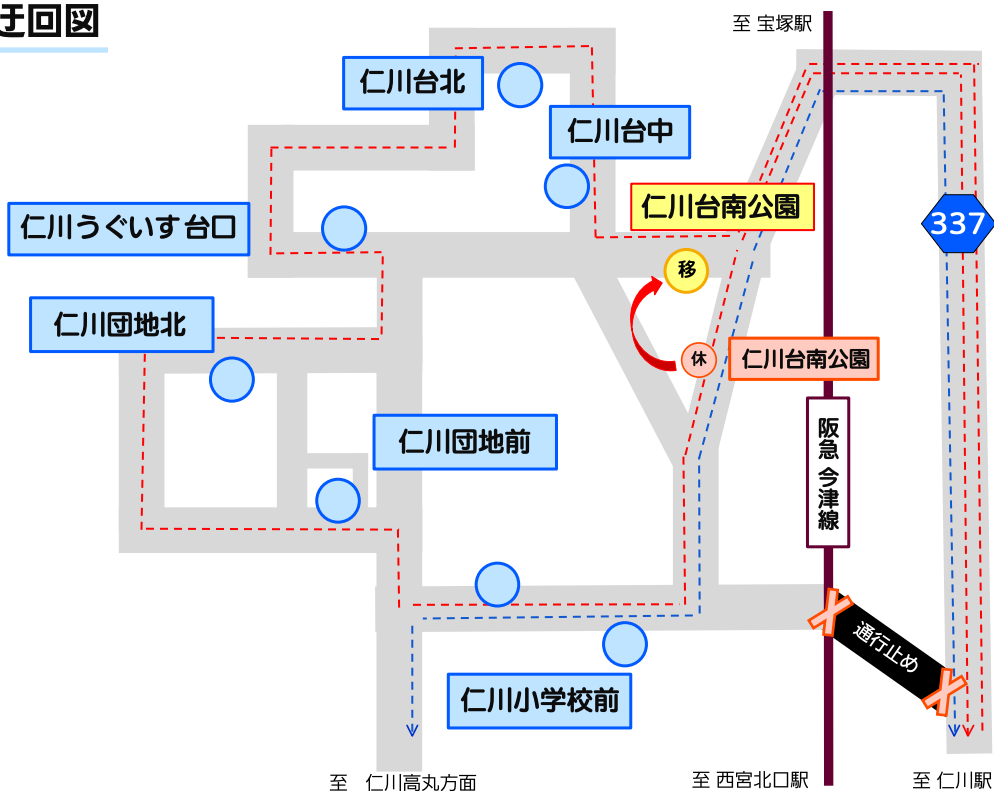 迂回図
至 宝塚駅
仁川台北
仁川台中
仁川台南公園
仁川うぐいす台口
337
移
仁川団地北
休
仁川台南公園
仁川団地前
阪急 今津線
通行止め
仁川小学校前
至 仁川高丸方面
至 西宮北口駅
至 仁川駅